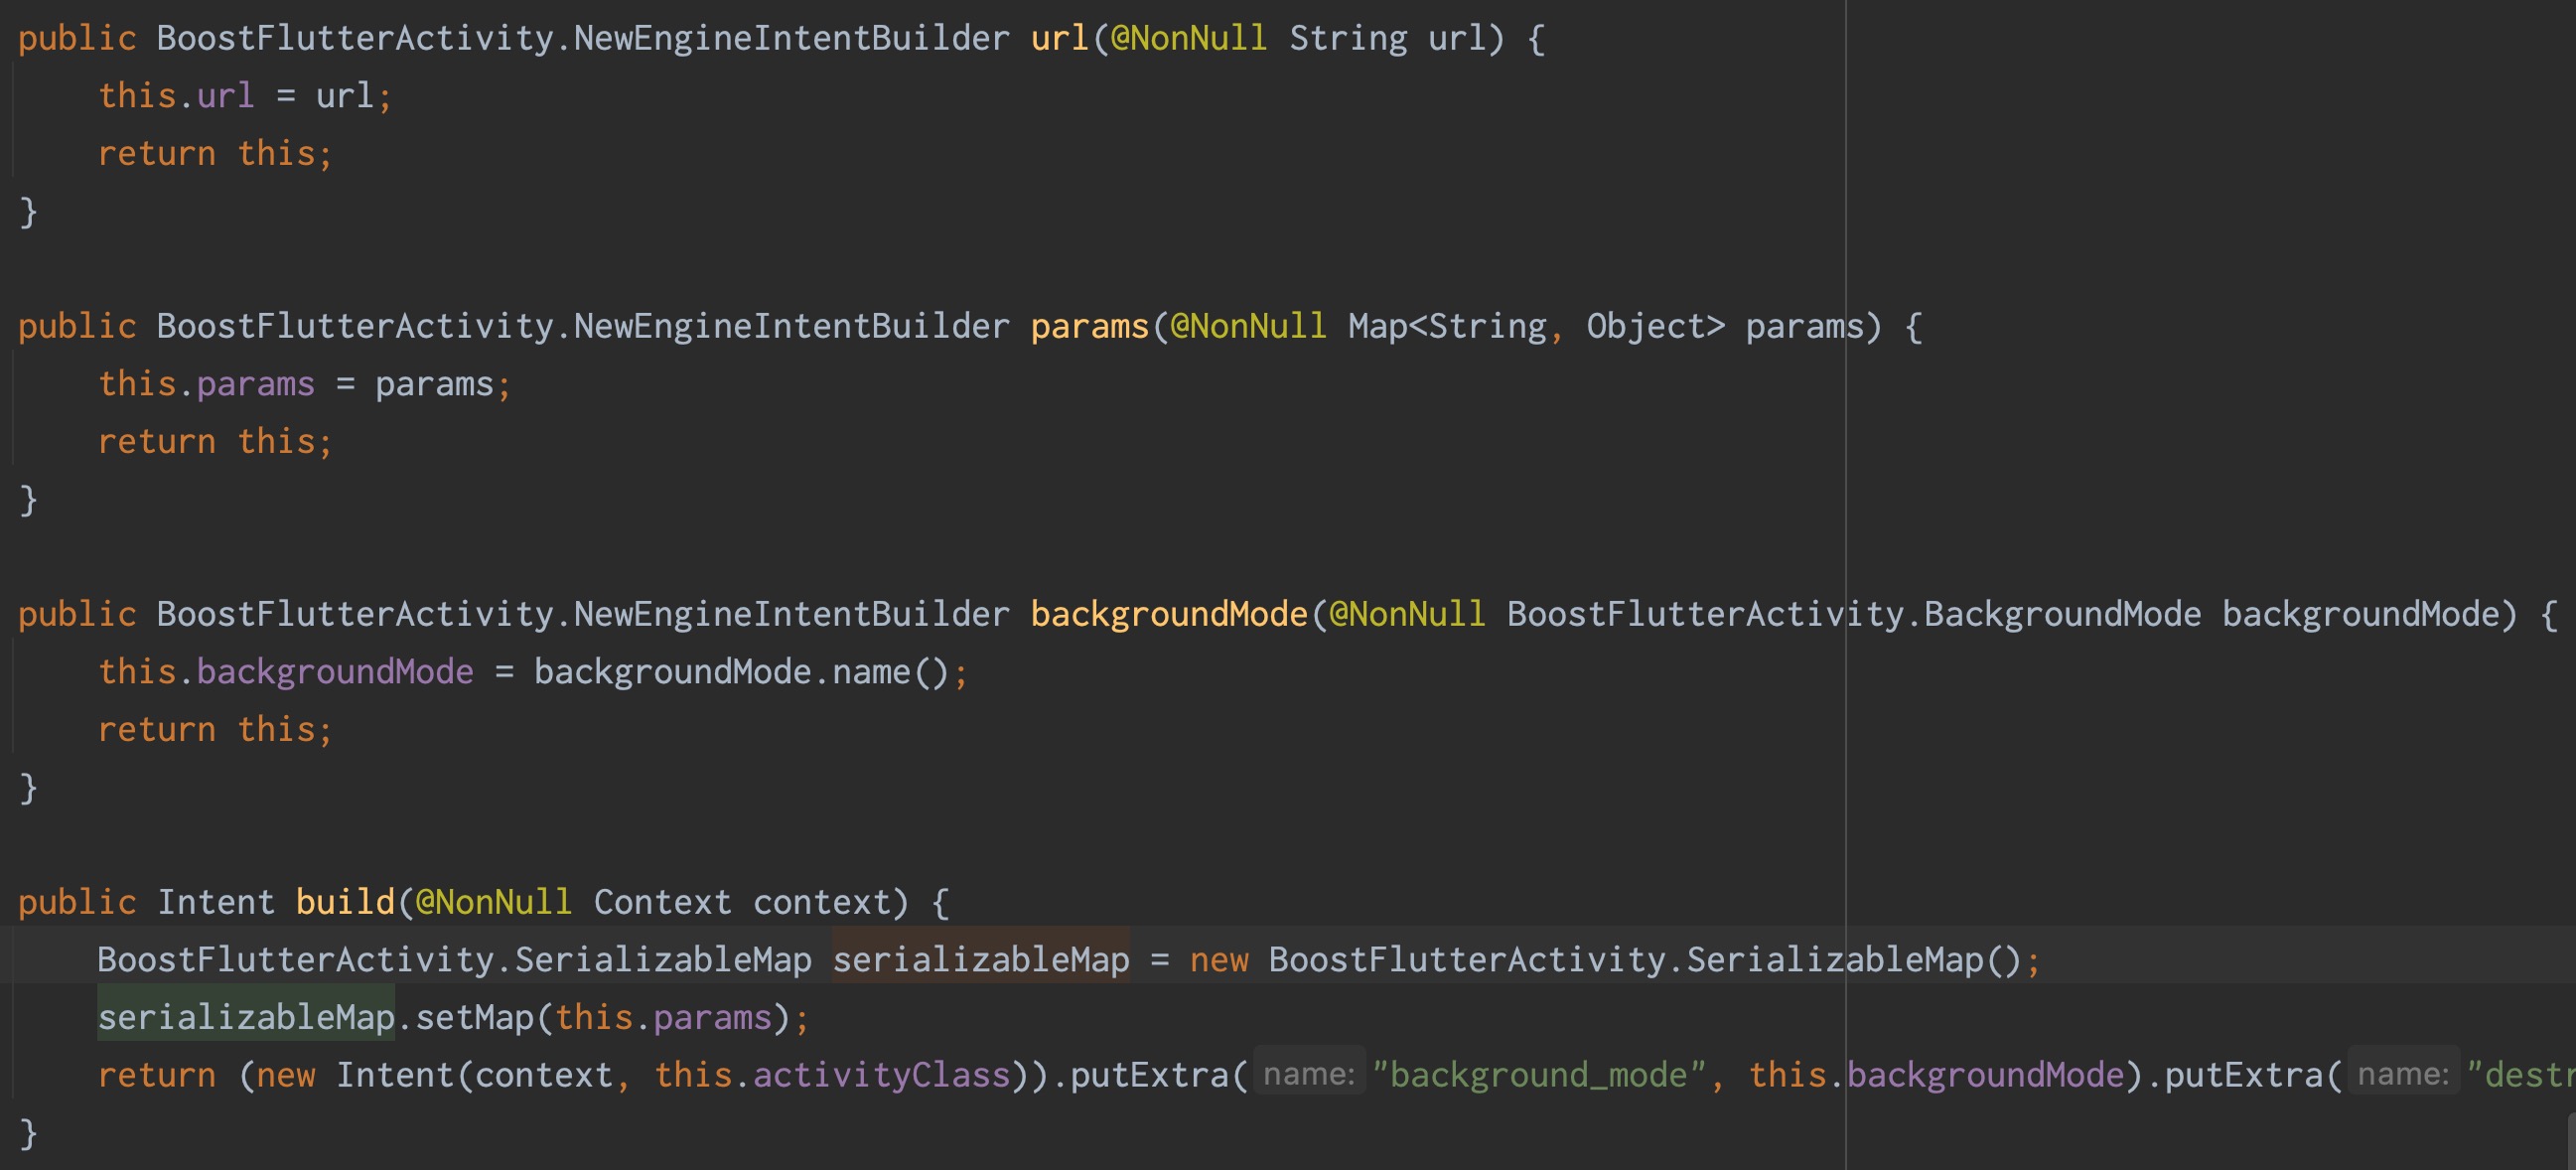 public BoostFlutterActivity.NewEngineIntentBuilder url(@NonNull String url) {
    this.url = url;
    return this;
}
public BoostFlutterActivity.NewEngineIntentBuilder params(@NonNull Map<String, Object> params) {
    this.params = params;
    return this;
}
public BoostFlutterActivity.NewEngineIntentBuilder backgroundMode(@NonNull BoostFlutterActivity.BackgroundMode backgroundMode) {
    this.backgroundMode = backgroundMode.name();
    return this;
}
public Intent build(@NonNull Context context) {
    BoostFlutterActivity.SerializableMap serializableMap = new BoostFlutterActivity.SerializableMap();
    serializableMap.setMap(this.params);
    return (new Intent(context, this.activityClass)).putExtra( name: "background_mode", this.backgroundMode).putExtra( name: "destr
}